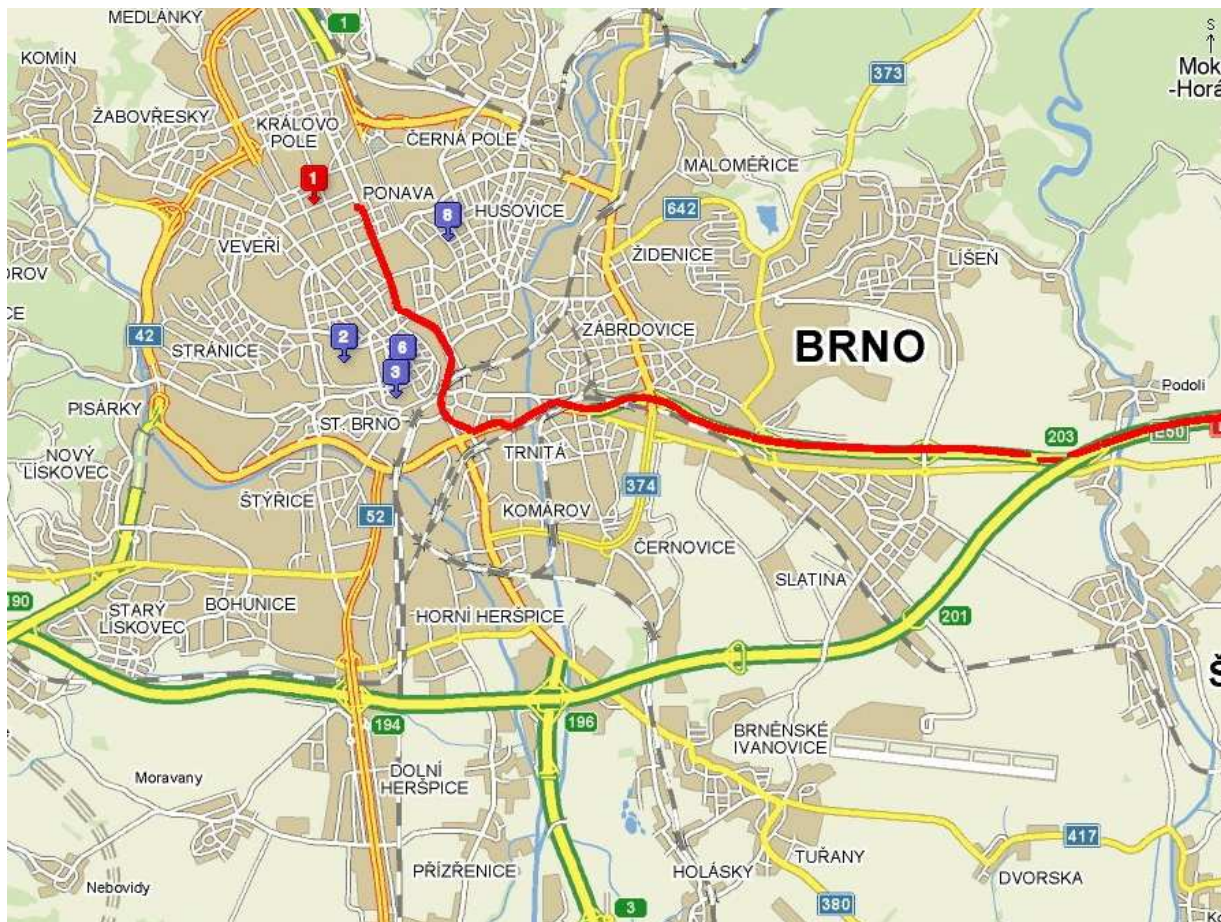 MEDLÁNKY
1
S
KOMÍN
Mok
-Horá
373
ŽABOVŘESKY
KRÁLOVO
POLE
ČERNÁ POLE
MALOMĚŘICE
1
PONAVA
8
HUSOVICE
642
VEVEŘÍ
ŽIDENICE
LÍŠEŇ
ROV
CE
42
2
6
ZÁBRDOVICE
STRÁNICE
BRNO
3
Podolí
PISÁRKY
ST. BRNO
203
E50
NOVÝ
LÍSKOVEC
TRNITÁ
374
ŠTÝŘICE
52
KOMÁROV
ČERNOVICE
SLATINA
190
STARÝ
LÍSKOVEC
BOHUNICE
HORNÍ HERŠPICE
201
Š
194
196
BRNĚNSKÉ
IVANOVICE
Moravany
DOLNÍ
HERŠPICE
417
PŘÍZŘENICE
HOLÁSKY
TUŘANY
DVORSKA
Nebovidy
3
380